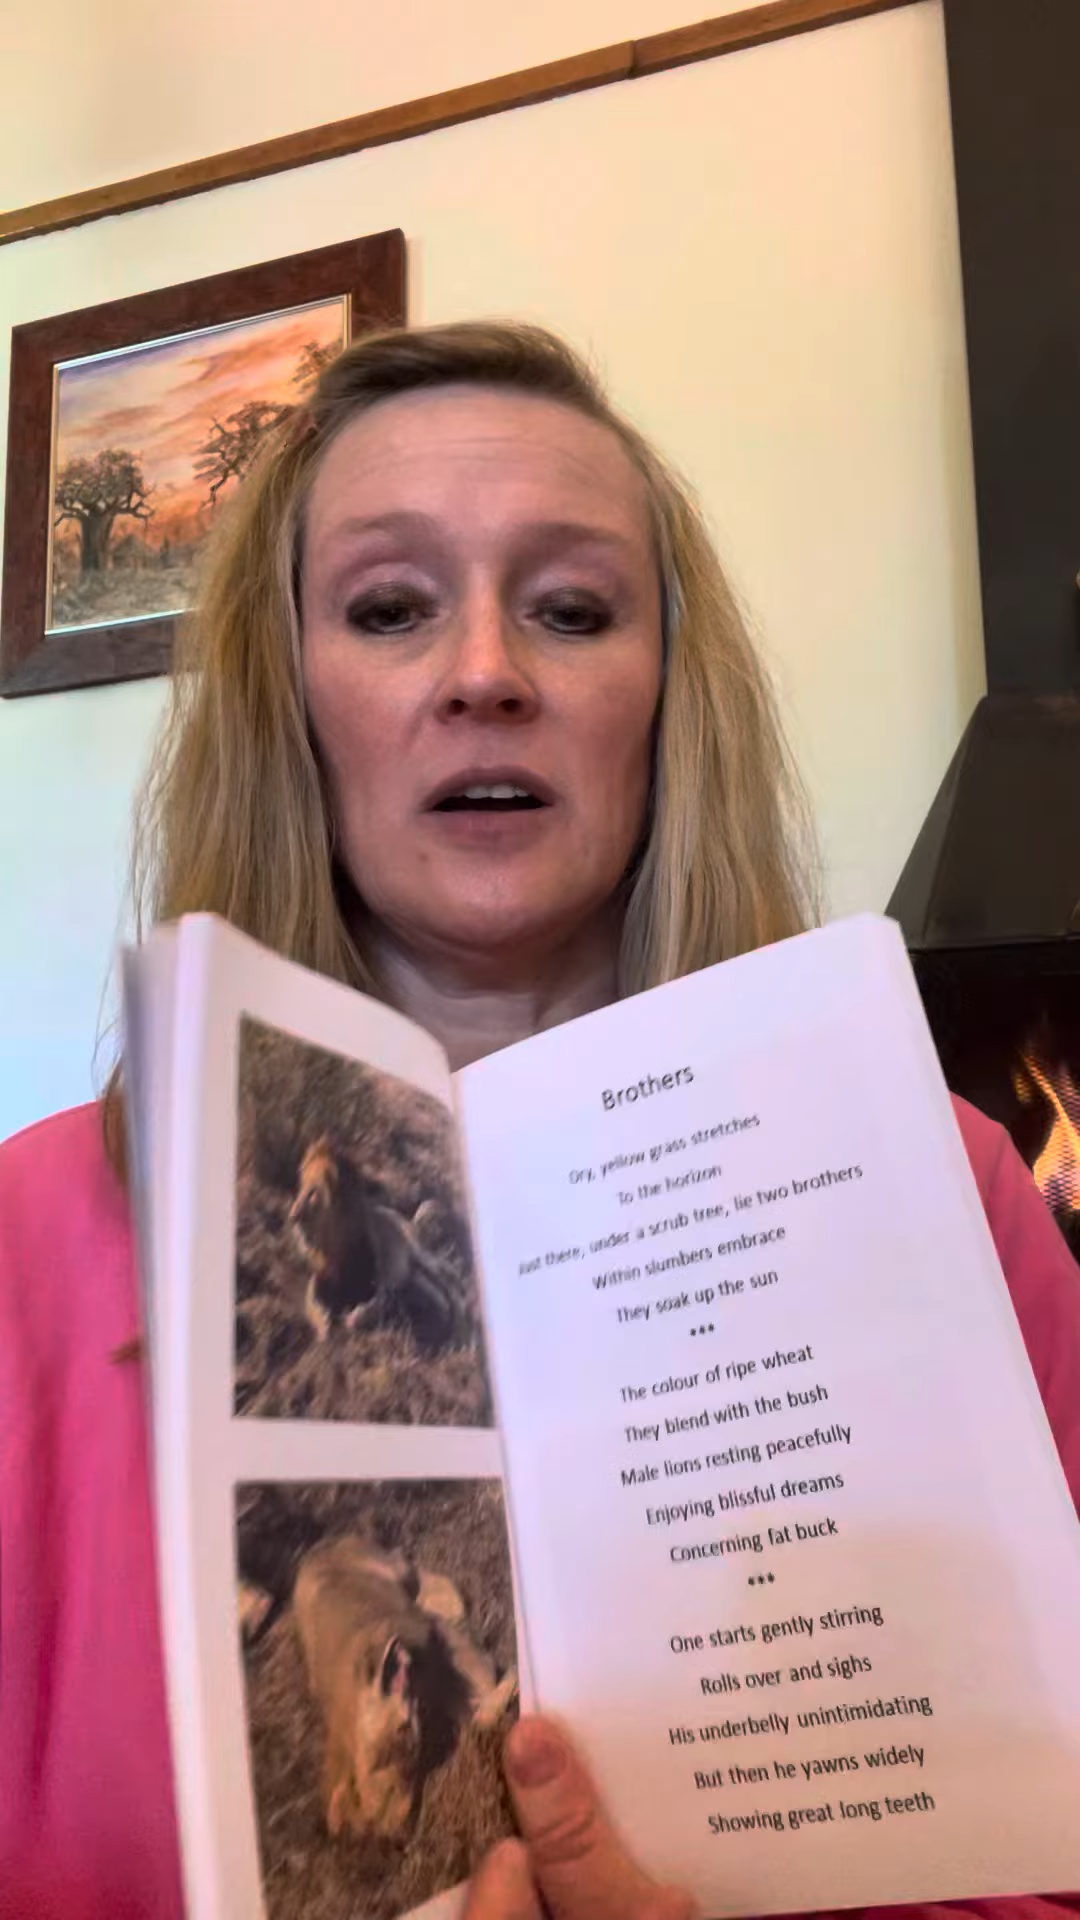 Brothers
Dry, yellow grass stretches
To the horizon
Just there, under a scrub tree, lie two brothers
Within slumbers embrace
They soak up the sun
***
The colour of ripe wheat
They blend with the bush
Male lions resting peacefully
Enjoying blissful dreams
Concerning fat buck
***
One starts gently stirring
Rolls over and sighs
His underbelly unintimidating
But then he yawns widely
Showing great long teeth